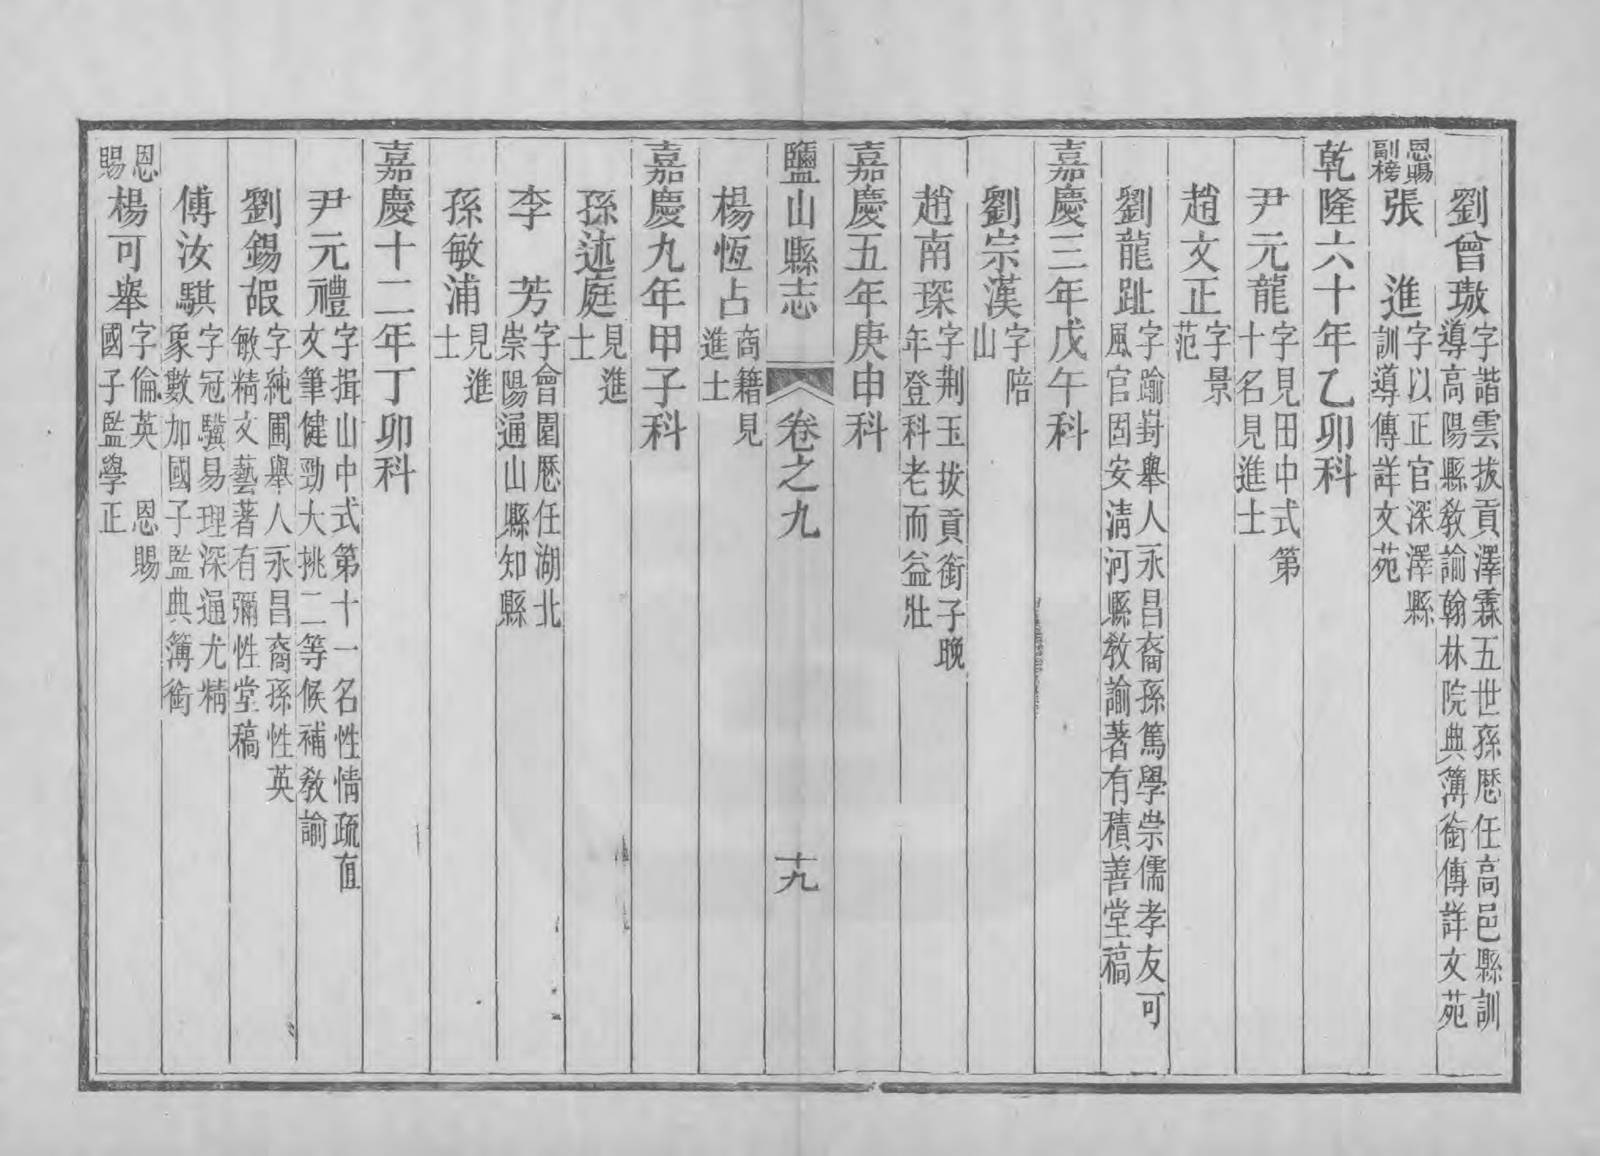 劉曾璈字諧雲拔貢澤霖五世孫歷任高邑縣訓
導高陽縣敎諭翰林院典簿銜傳詳文苑
恩賜副榜張進字以正官深澤縣
訓導傳詳文苑
乾隆六十年乙卯科
尹元龍字見田中式第
十名見進士
趙文正字景
范
劉龍趾字踰尌舉人永昌裔孫篤學崇儒孝友可
風官固安淸河縣敎諭著有積善堂稿
嘉慶三年戊午科
劉宗漢字陪
山
趙南琛字荆玉拔貢銜子晚
年登科老而益壯
嘉慶五年庚申科
鹽山縣志 卷之九 十九
楊恆占商籍見
進士
嘉慶九年甲子科
孫述庭見進
士
李芳字會園歷任湖北
崇陽通山縣知縣
孫敏浦見進
士
嘉慶十二年丁卯科
尹元禮字揖山中式第十一名性情疏直
文筆健勁大挑二等候補敎諭
劉錫嘏字純圃舉人永昌裔孫性英
敏精文藝著有彌性堂稿
傅汝騏字冠驥易理深通尤精
象數加國子監典簿銜
恩賜楊可舉字倫英 恩賜
國子監學正